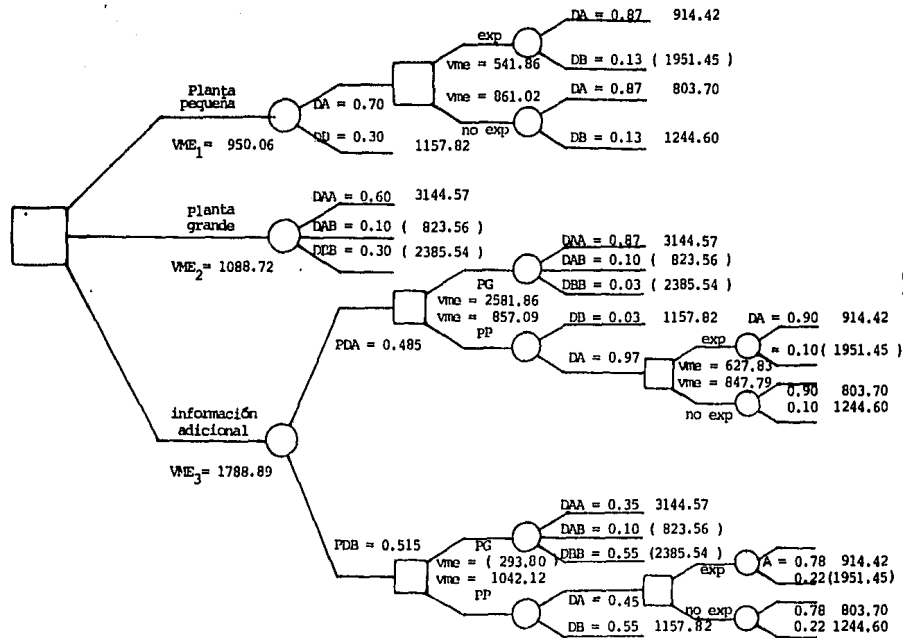 DA = 0.87 914.42
exp
vme = 541.86
DB = 0.13 ( 1951.45 )
Planta
pequeña
DA = 0.70
vme = 861.02
DA = 0.87 803.70
no exp
VME1 = 950.06
DD = 0.30 1157.82
DB = 0.13 1244.60
DAA = 0.60 3144.57
planta
grande
DAB = 0.10 ( 823.56 )
DBB = 0.30 ( 2385.54 )
VME2 = 1088.72
DAA = 0.87 3144.57
DAB = 0.10 ( 823.56 )
PG
DBB = 0.03 ( 2385.54 )
vme = 2581.86
vme = 857.09
PP
DB = 0.03 1157.82
DA = 0.90 914.42
PDA = 0.485
exp
= 0.10 ( 1951.45 )
DA = 0.97
vme = 627.83
vme = 847.79
0.90 803.70
no exp
0.10 1244.60
información
adicional
VME3= 1788.89
DAA = 0.35 3144.57
DAB = 0.10 ( 823.56 )
PDB = 0.515
PG
DBB = 0.55 (2385.54 )
vme = ( 293.80 )
vme = 1042.12
PP
exp
A = 0.78 914.42
0.22 (1951.45)
DA = 0.45
no exp
0.78 803.70
DB = 0.55 1157.82
0.22 1244.60